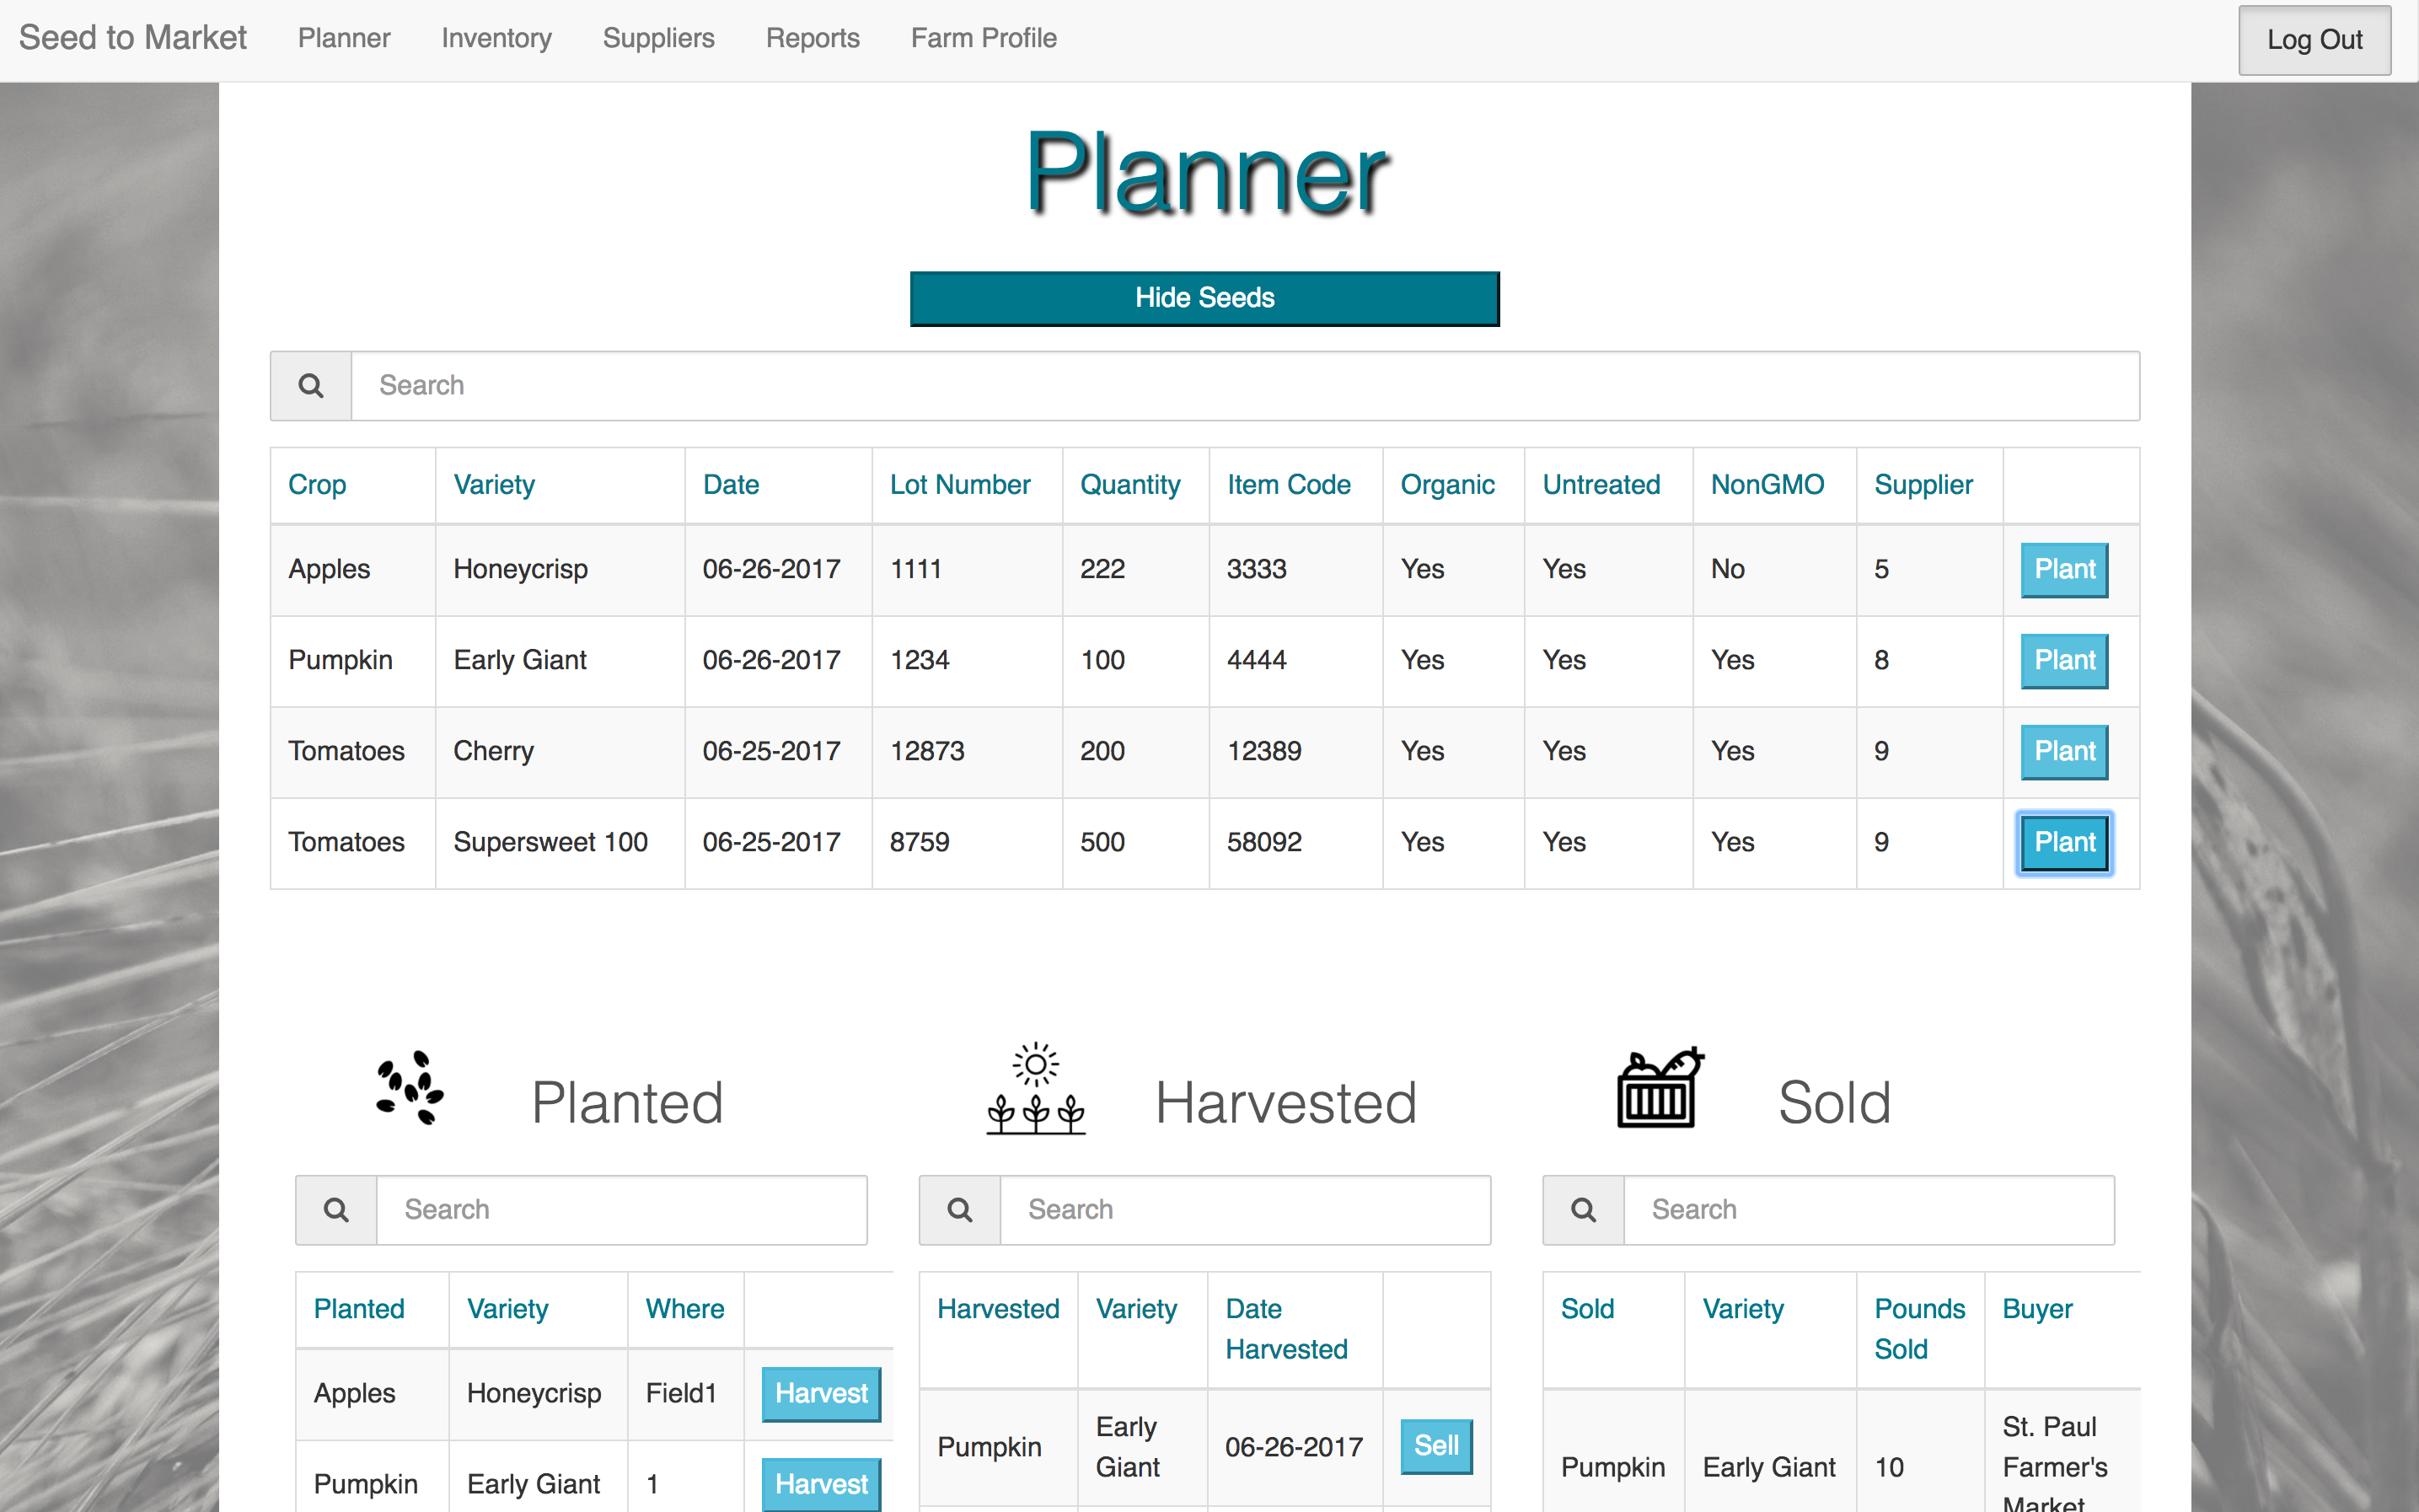 Seed to Market Planner Inventory Suppliers Reports Farm Profile Log Out
Planner
Hide Seeds
Search
Crop Variety Date Lot Number Quantity Item Code Organic Untreated NonGMO Supplier
Apples Honeycrisp 06-26-2017 1111 222 3333 Yes Yes No 5 Plant
Pumpkin Early Giant 06-26-2017 1234 100 4444 Yes Yes Yes 8 Plant
Tomatoes Cherry 06-25-2017 12873 200 12389 Yes Yes Yes 9 Plant
Tomatoes Supersweet 100 06-25-2017 8759 500 58092 Yes Yes Yes 9 Plant
Planted
Search
Planted Variety Where
Apples Honeycrisp Field1 Harvest
Pumpkin Early Giant 1 Harvest
Harvested
Search
Harvested Variety Date
Harvested
Pumpkin Early
Giant 06-26-2017 Sell
Sold
Search
Sold Variety Pounds
Sold Buyer
Pumpkin Early Giant 10 St. Paul
Farmer's
Market